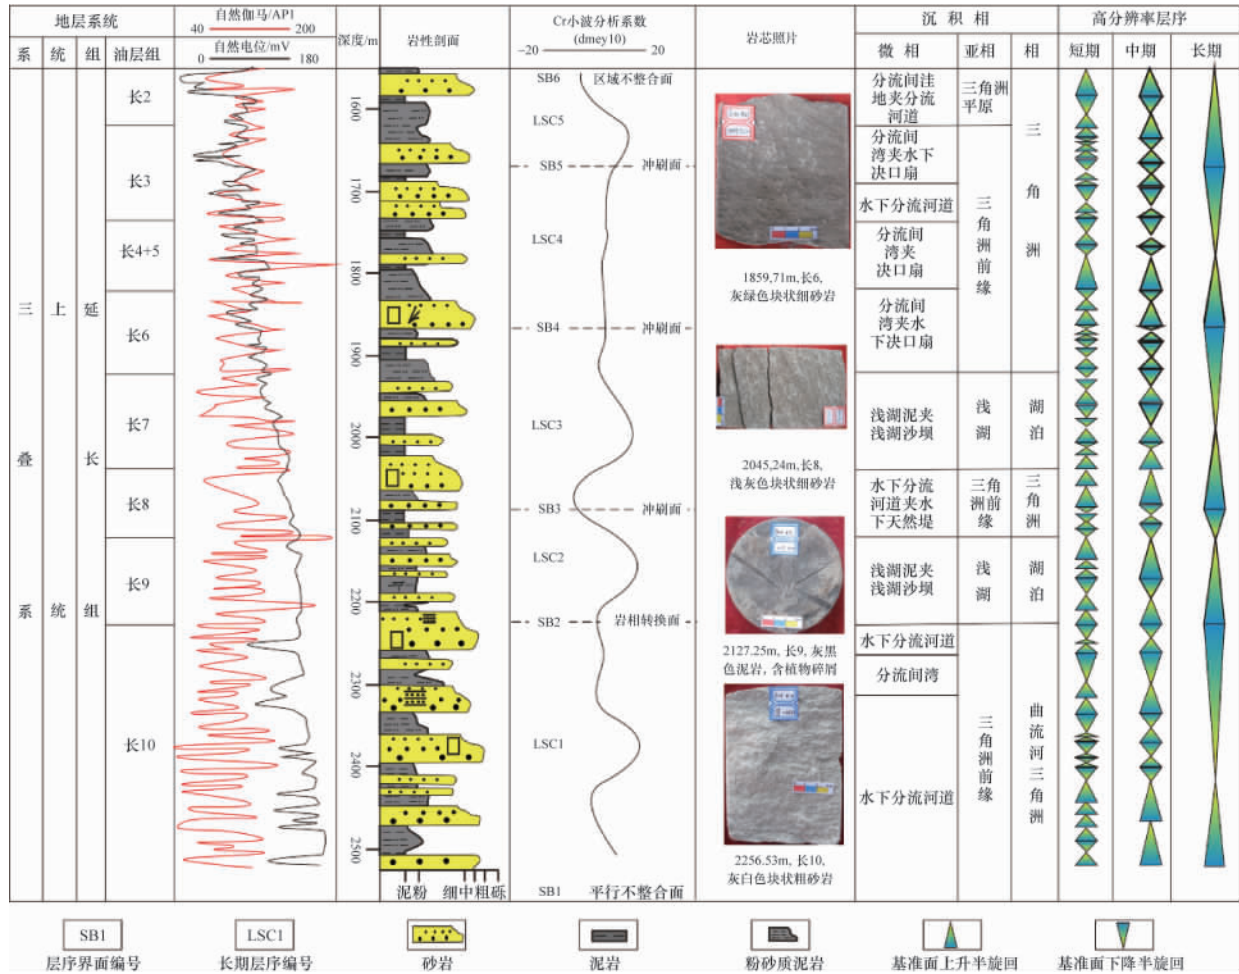 地层系统
自然伽马/API
40 200
自然电位/mV
0 180
深度/m
岩性剖面
Cr小波分析系数
(dmey10)
-20 20
岩芯照片
沉积相
高分辨率层序
系 统 组 油层组
微相 亚相 相
短期 中期 长期
三叠系
上统
延长组
长2
长3
长4+5
长6
长7
长8
长9
长10
1600
1700
1800
1900
2000
2100
2200
2300
2400
2500
泥粉 细中粗砾
SB6 区域不整合面
LSC5
SB5 冲刷面
LSC4
SB4 冲刷面
LSC3
SB3 冲刷面
LSC2
SB2 岩相转换面
LSC1
SB1 平行不整合面
1859,71m,长6,
灰绿色块状细砂岩
2045,24m,长8,
浅灰色块状细砂岩
2127.25m, 长9, 灰黑
色泥岩, 含植物碎屑
2256.53m, 长10,
灰白色块状粗砂岩
分流间洼
地夹分流
河道
分流间
湾夹水下
决口扇
水下分流河道
分流间
湾夹
决口扇
分流间
湾夹水
下决口扇
浅湖泥夹
浅湖沙坝
水下分流
河道夹水
下天然堤
浅湖泥夹
浅湖沙坝
水下分流河道
分流间湾
水下分流河道
三角洲
平原
三角洲前缘
浅湖
三角
洲前
缘
浅湖
三角洲前缘
三角洲
湖泊
三角洲
湖泊
曲流河三角洲
SB1
层序界面编号
LSC1
长期层序编号
砂岩
泥岩
粉砂质泥岩
基准面上升半旋回
基准面下降半旋回